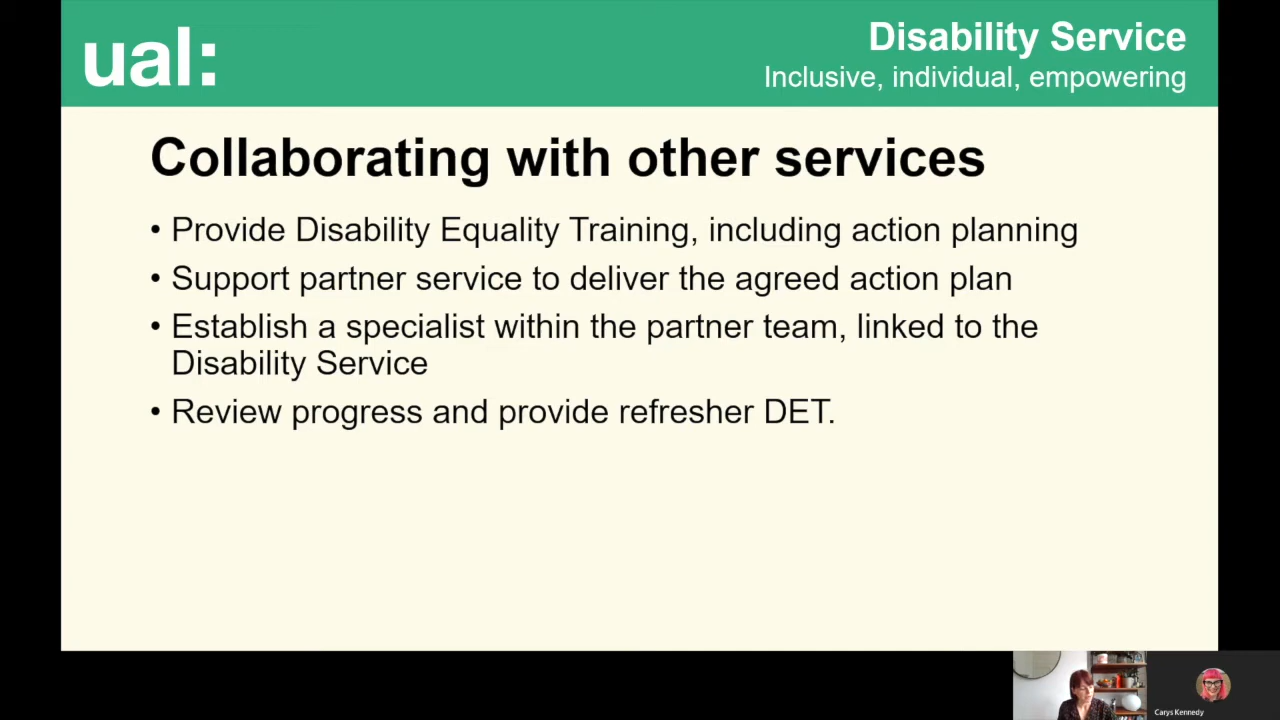 ual:
Disability Service
Inclusive, individual, empowering
Collaborating with other services
• Provide Disability Equality Training, including action planning
• Support partner service to deliver the agreed action plan
• Establish a specialist within the partner team, linked to the
Disability Service
• Review progress and provide refresher DET.
Carys Kennedy